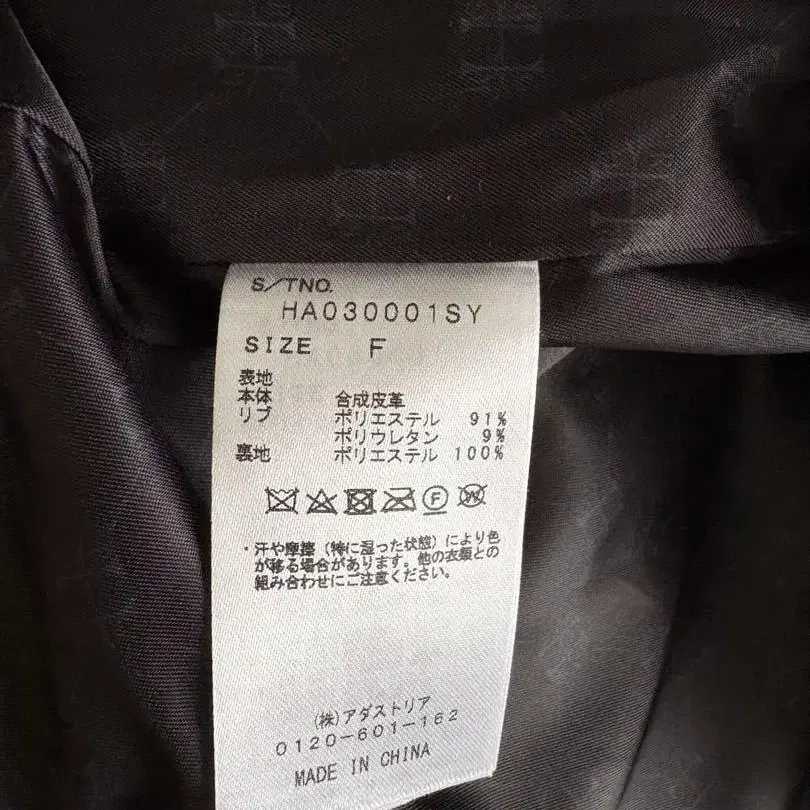 S/TNO.
HA030001SY
SIZE F
表地
本体 合成皮革
リブ ポリエステル 91%
ポリウレタン 9%
裏地 ポリエステル 100%
F W
・汗や摩擦（特に湿った状態）により色
が移る場合があります。他の衣類との
組み合わせにご注意ください。
(株)アダストリア
0120-601-162
MADE IN CHINA